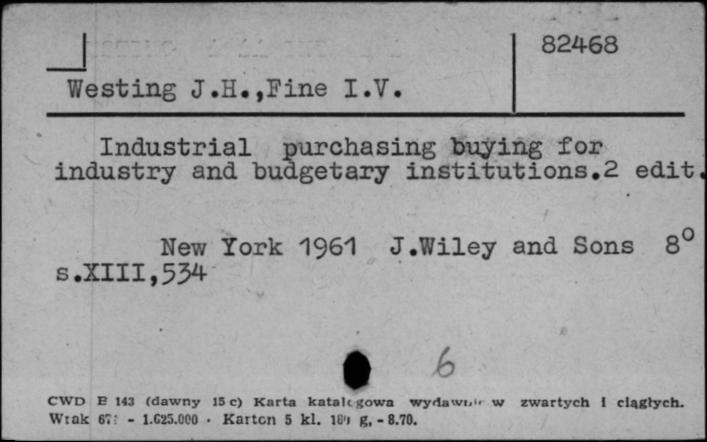 82468
Westing J.H.,Fine I.V.
Industrial purchasing buying for
industry and budgetary institutions.2 edit.
New York 1961 J.Wiley and Sons 8°
s.XIII,534
6
CWD E 143 (dawny 15 c) Karta katalogowa w zwartych i ciągłych.
- 1.625.000 · Karton 5 kl. g, - 8.70.